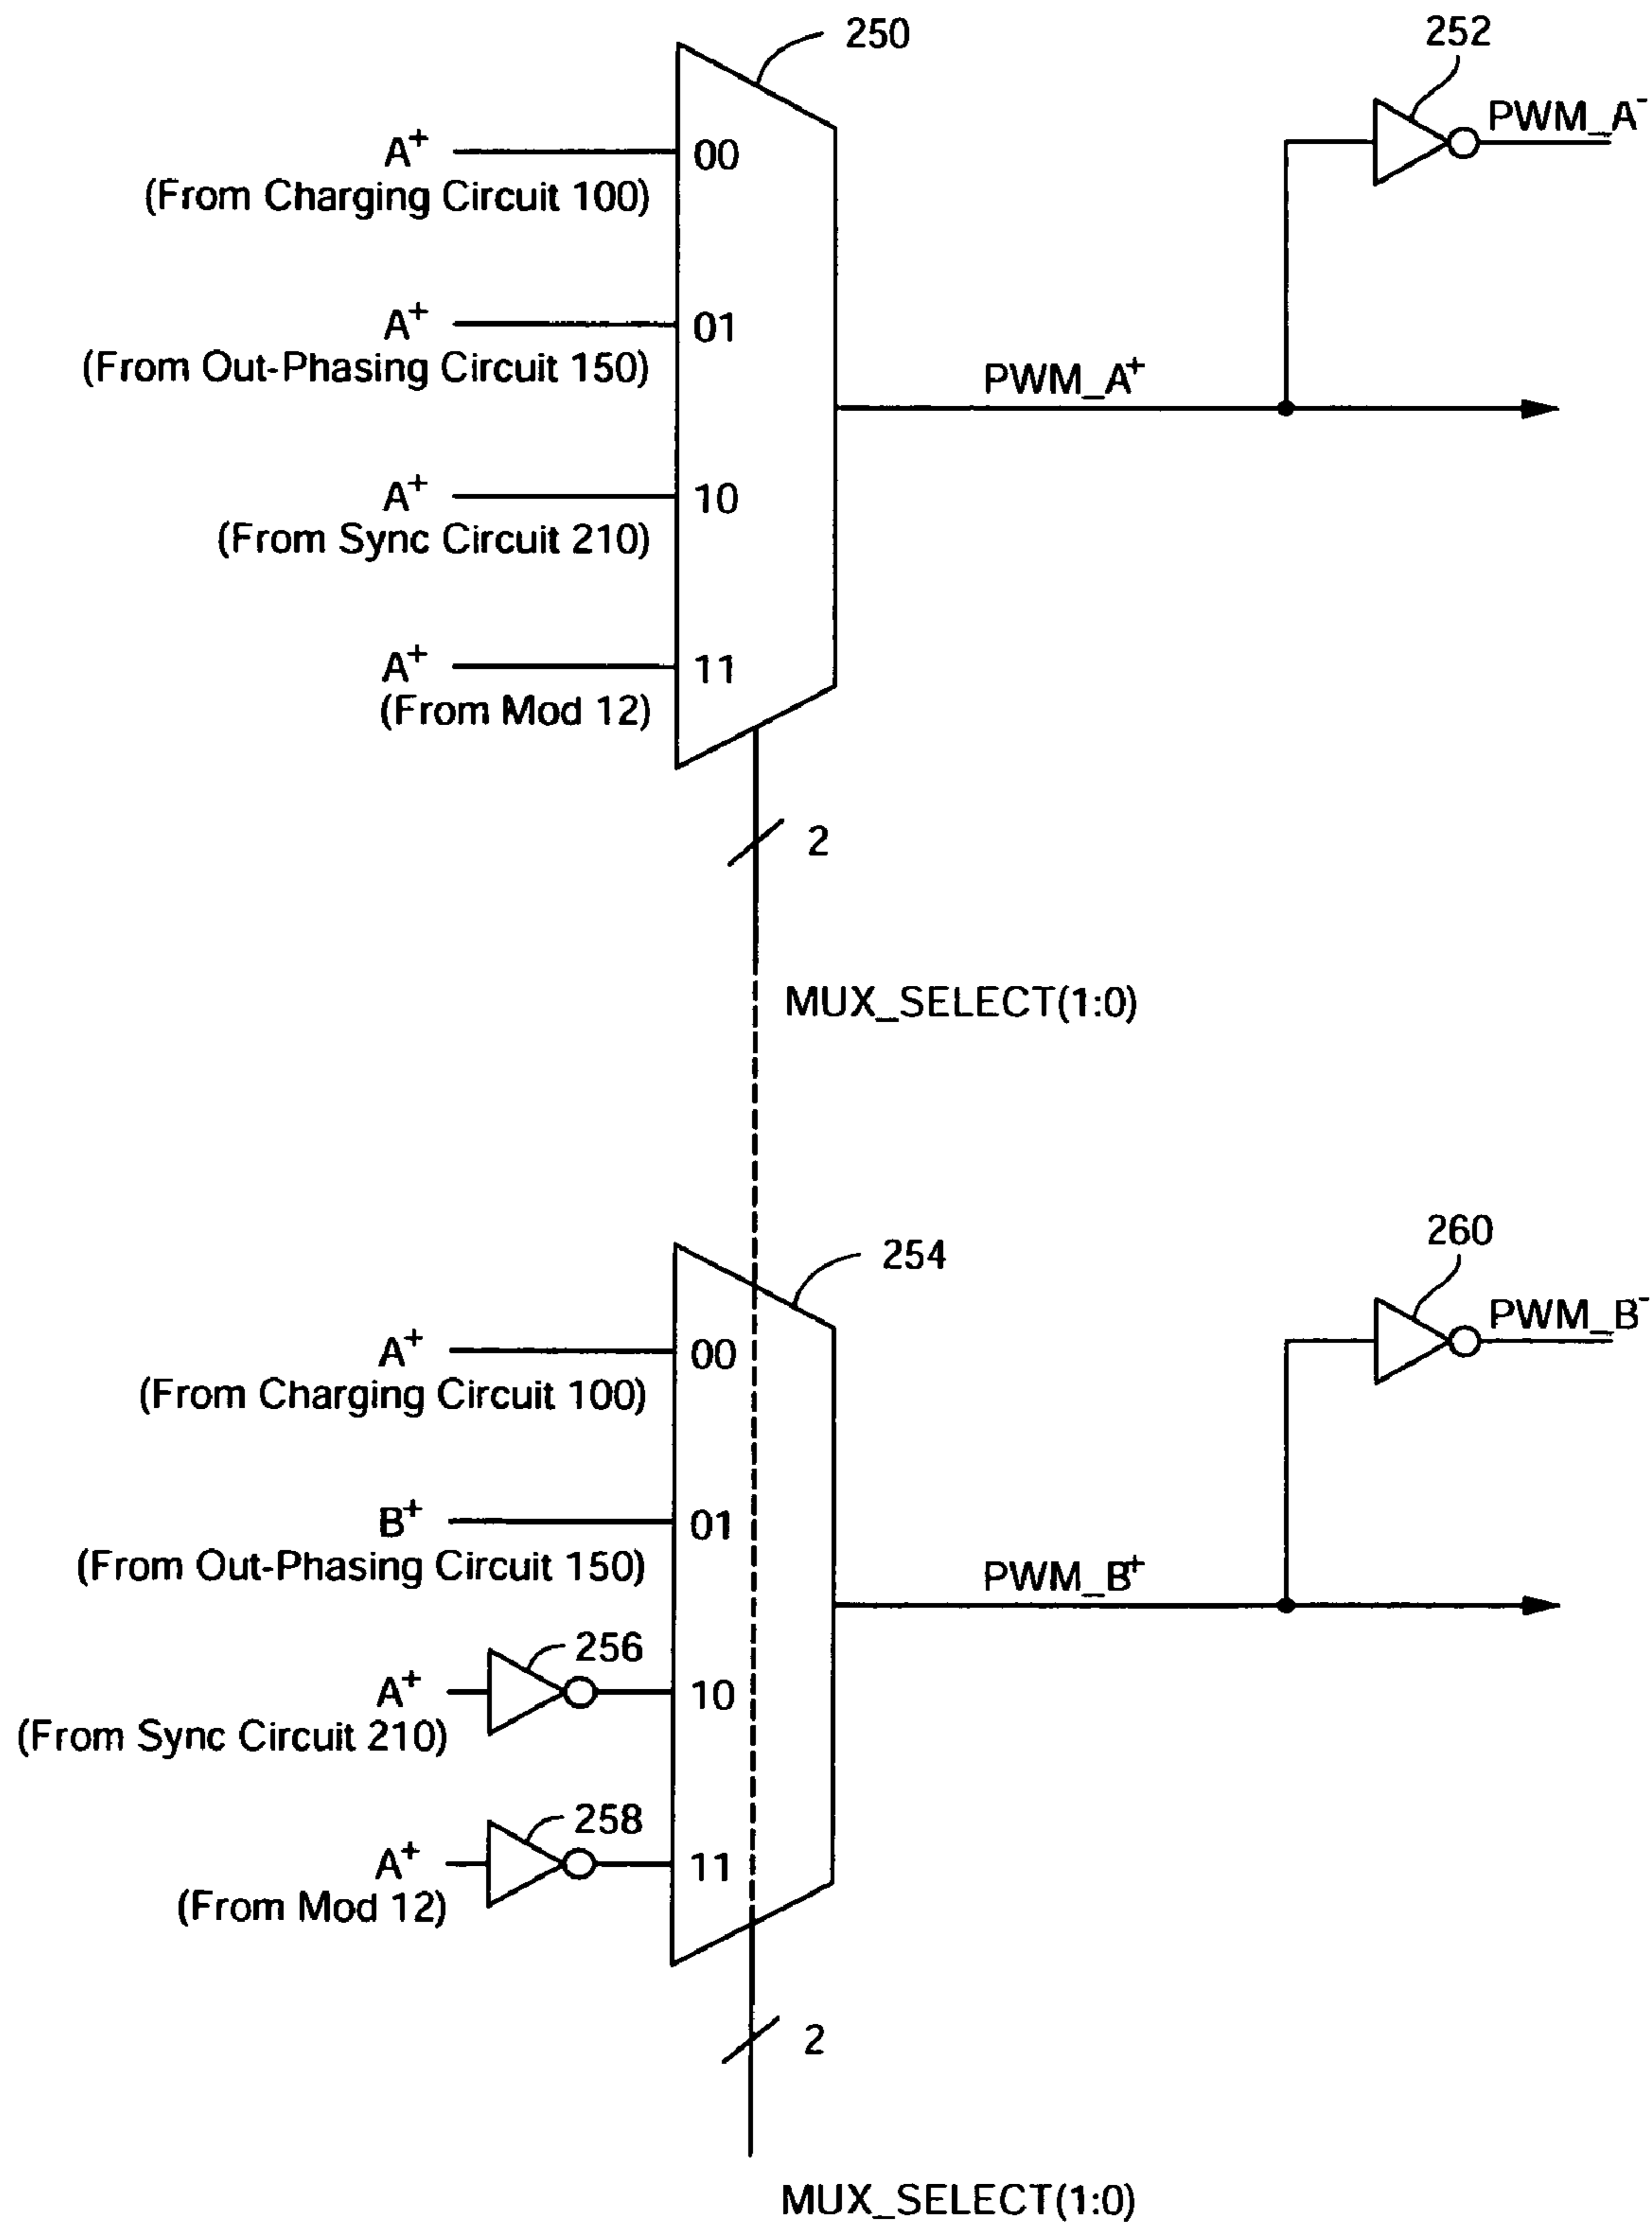 250
252
PWM_A⁻
A⁺
00
(From Charging Circuit 100)
A⁺
01
(From Out-Phasing Circuit 150)
PWM_A⁺
A⁺
10
(From Sync Circuit 210)
A⁺
11
(From Mod 12)
2
MUX_SELECT(1:0)
254
260
PWM_B⁻
A⁺
00
(From Charging Circuit 100)
B⁺
01
(From Out-Phasing Circuit 150)
PWM_B⁺
256
A⁺
10
(From Sync Circuit 210)
258
A⁺
11
(From Mod 12)
2
MUX_SELECT(1:0)